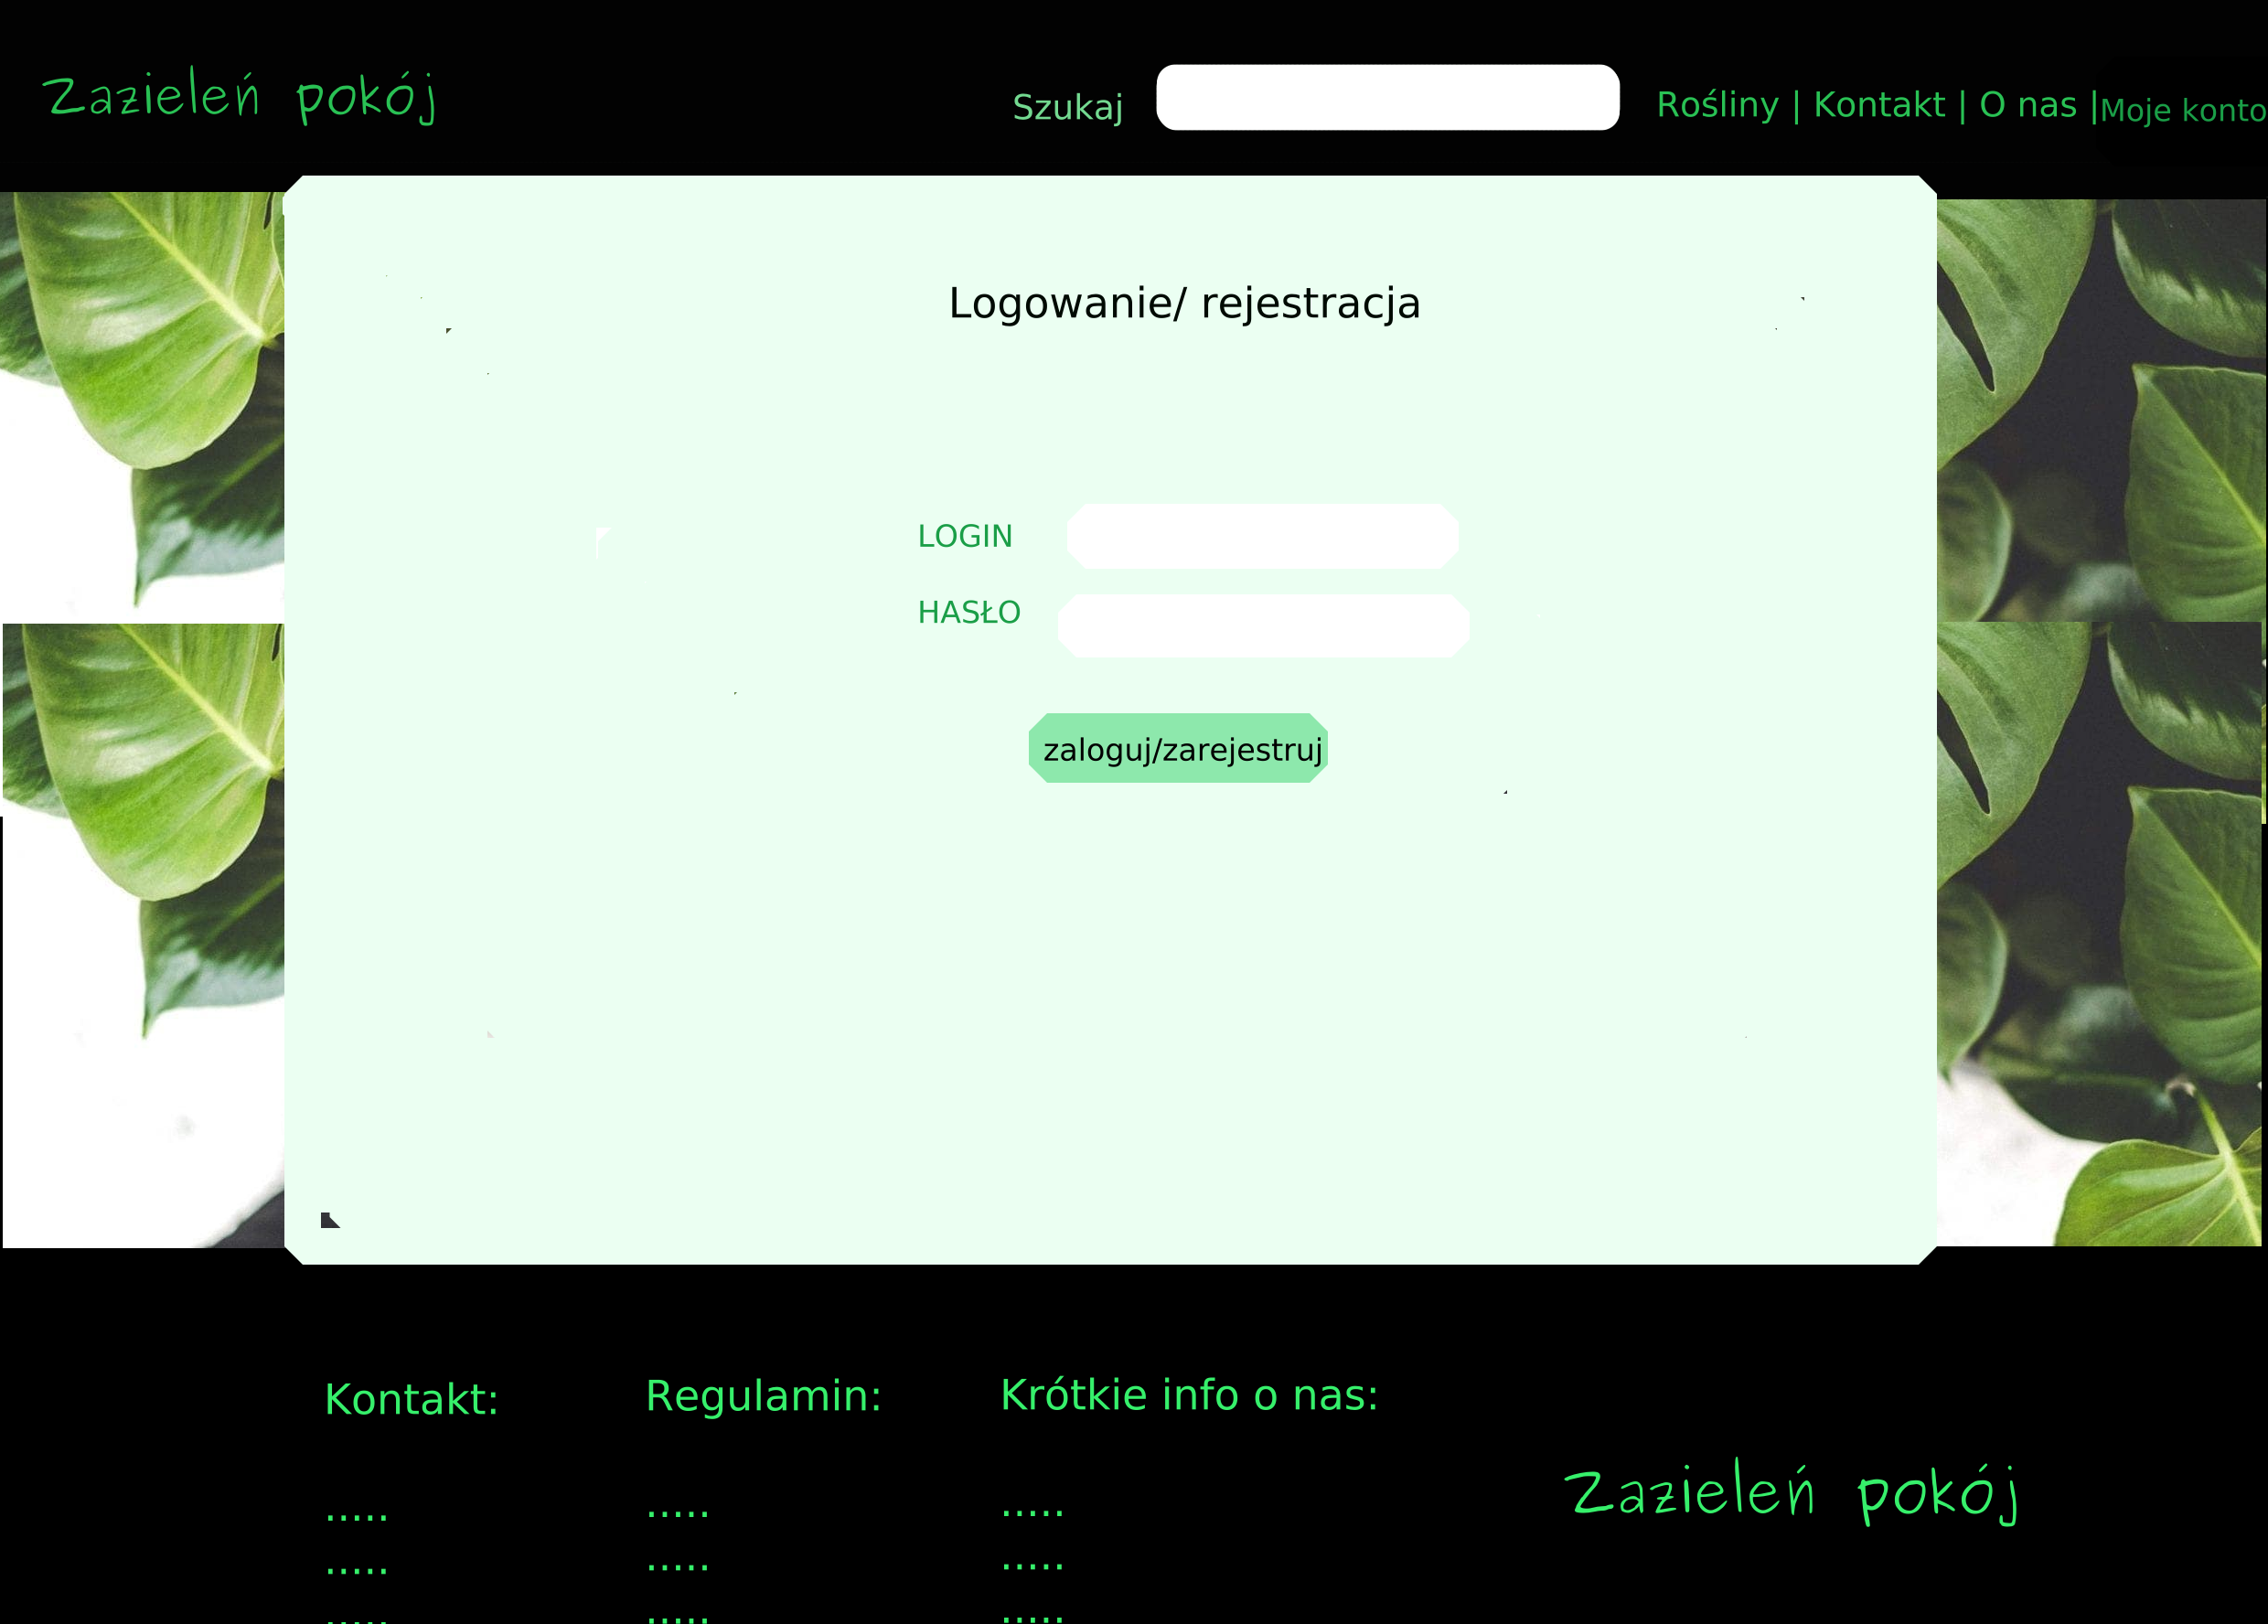 Zazieleń pokój
Szukaj
Rośliny | Kontakt | O nas |Moje konto
Logowanie/ rejestracja
LOGIN
HASŁO
zaloguj/zarejestruj
Kontakt:
.....
.....
.....
Regulamin:
.....
.....
.....
Krótkie info o nas:
.....
.....
.....
Zazieleń pokój